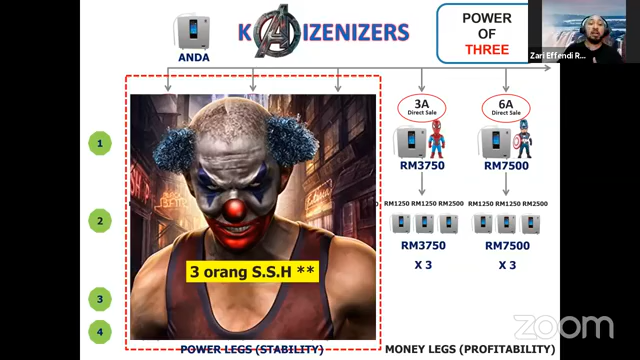 KAIZENIZERS
POWER
OF
THREE
Zari Effendi R...
ANDA
3A
Direct Sale
6A
Direct Sale
1
RM3750
RM7500
2
RM1250 RM1250 RM2500
RM1250 RM1250 RM2500
RM3750
RM7500
X 3
X 3
3 orang S.S.H **
3
4
zoom
POWER LEGS (STABILITY)
MONEY LEGS (PROFITABILITY)